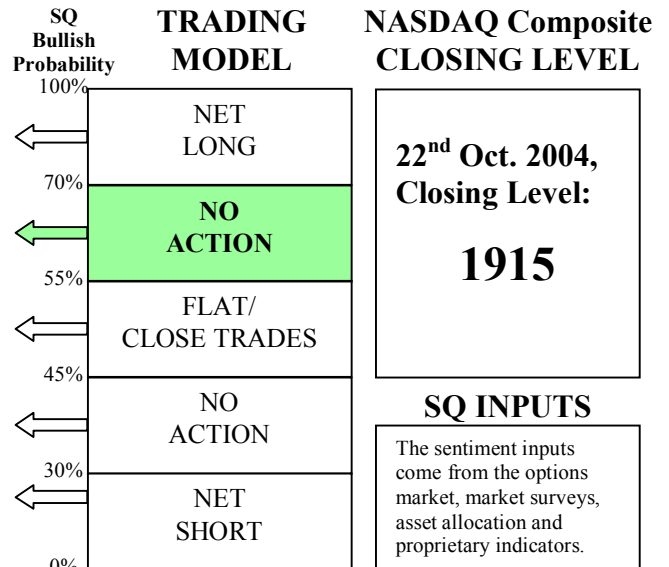 SQ
Bullish
Probability
TRADING
MODEL
100%
NET
LONG
70%
NO
ACTION
55%
FLAT/
CLOSE TRADES
45%
NO
ACTION
30%
NET
SHORT
0%
NASDAQ Composite
CLOSING LEVEL
22nd Oct. 2004,
Closing Level:
1915
SQ INPUTS
The sentiment inputs
come from the options
market, market surveys,
asset allocation and
proprietary indicators.